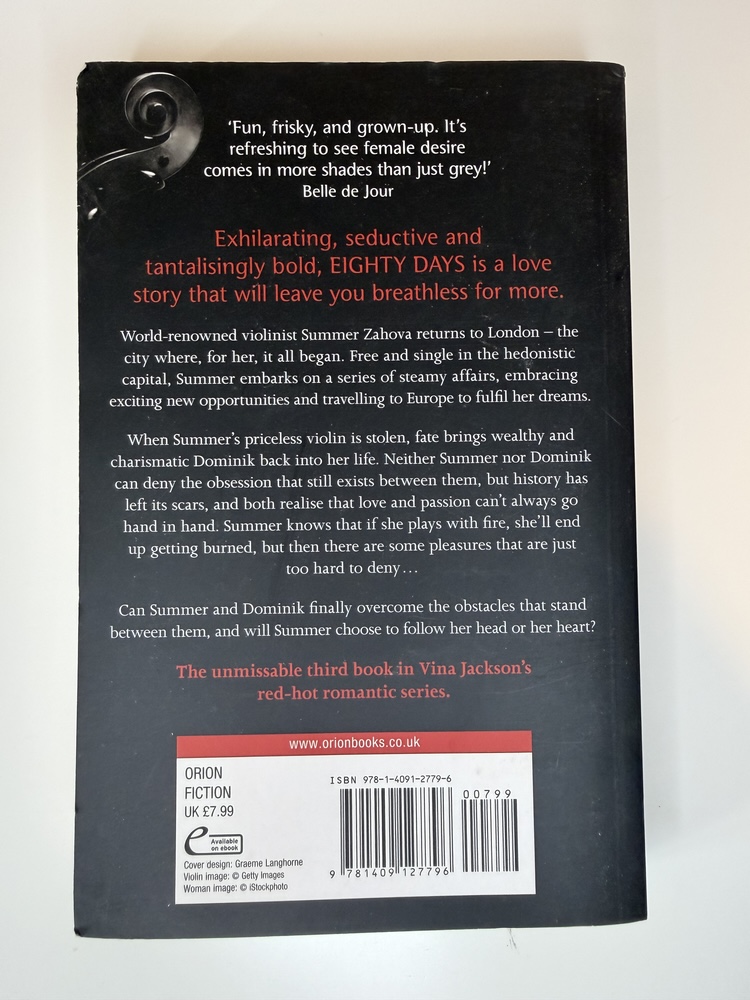 ‘Fun, frisky, and grown-up. It’s
refreshing to see female desire
comes in more shades than just grey!’
Belle de Jour
Exhilarating, seductive and
tantalisingly bold, EIGHTY DAYS is a love
story that will leave you breathless for more.
World-renowned violinist Summer Zahova returns to London – the
city where, for her, it all began. Free and single in the hedonistic
capital, Summer embarks on a series of steamy affairs, embracing
exciting new opportunities and travelling to Europe to fulfil her dreams.
When Summer’s priceless violin is stolen, fate brings wealthy and
charismatic Dominik back into her life. Neither Summer nor Dominik
can deny the obsession that still exists between them, but history has
left its scars, and both realise that love and passion can’t always go
hand in hand. Summer knows that if she plays with fire, she’ll end
up getting burned, but then there are some pleasures that are just
too hard to deny…
Can Summer and Dominik finally overcome the obstacles that stand
between them, and will Summer choose to follow her head or her heart?
The unmissable third book in Vina Jackson’s
red-hot romantic series.
www.orionbooks.co.uk
ORION
FICTION
UK £7.99
e Available
on ebook
Cover design: Graeme Langhorne
Violin image: © Getty Images
Woman image: © iStockphoto
ISBN 978-1-4091-2779-6
00799
9 781409 127796